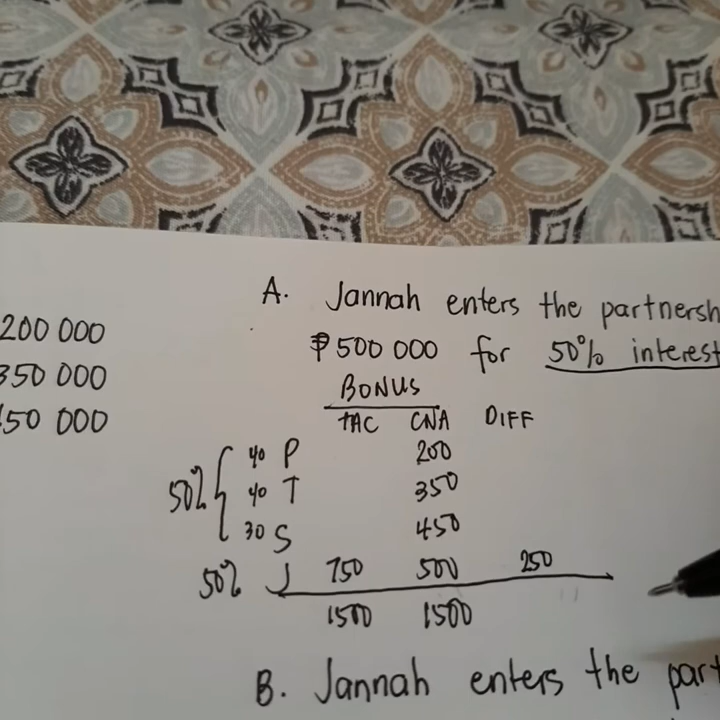 A. Jannah enters the partnersh
200 000
₱500 000 for 50% interest
350 000
BONUS
450 000
TAC CNA DIFF
40 P 200
50% 40 T 350
30 S 450
50% J 750 500 250
1500 1500
B. Jannah enters the part